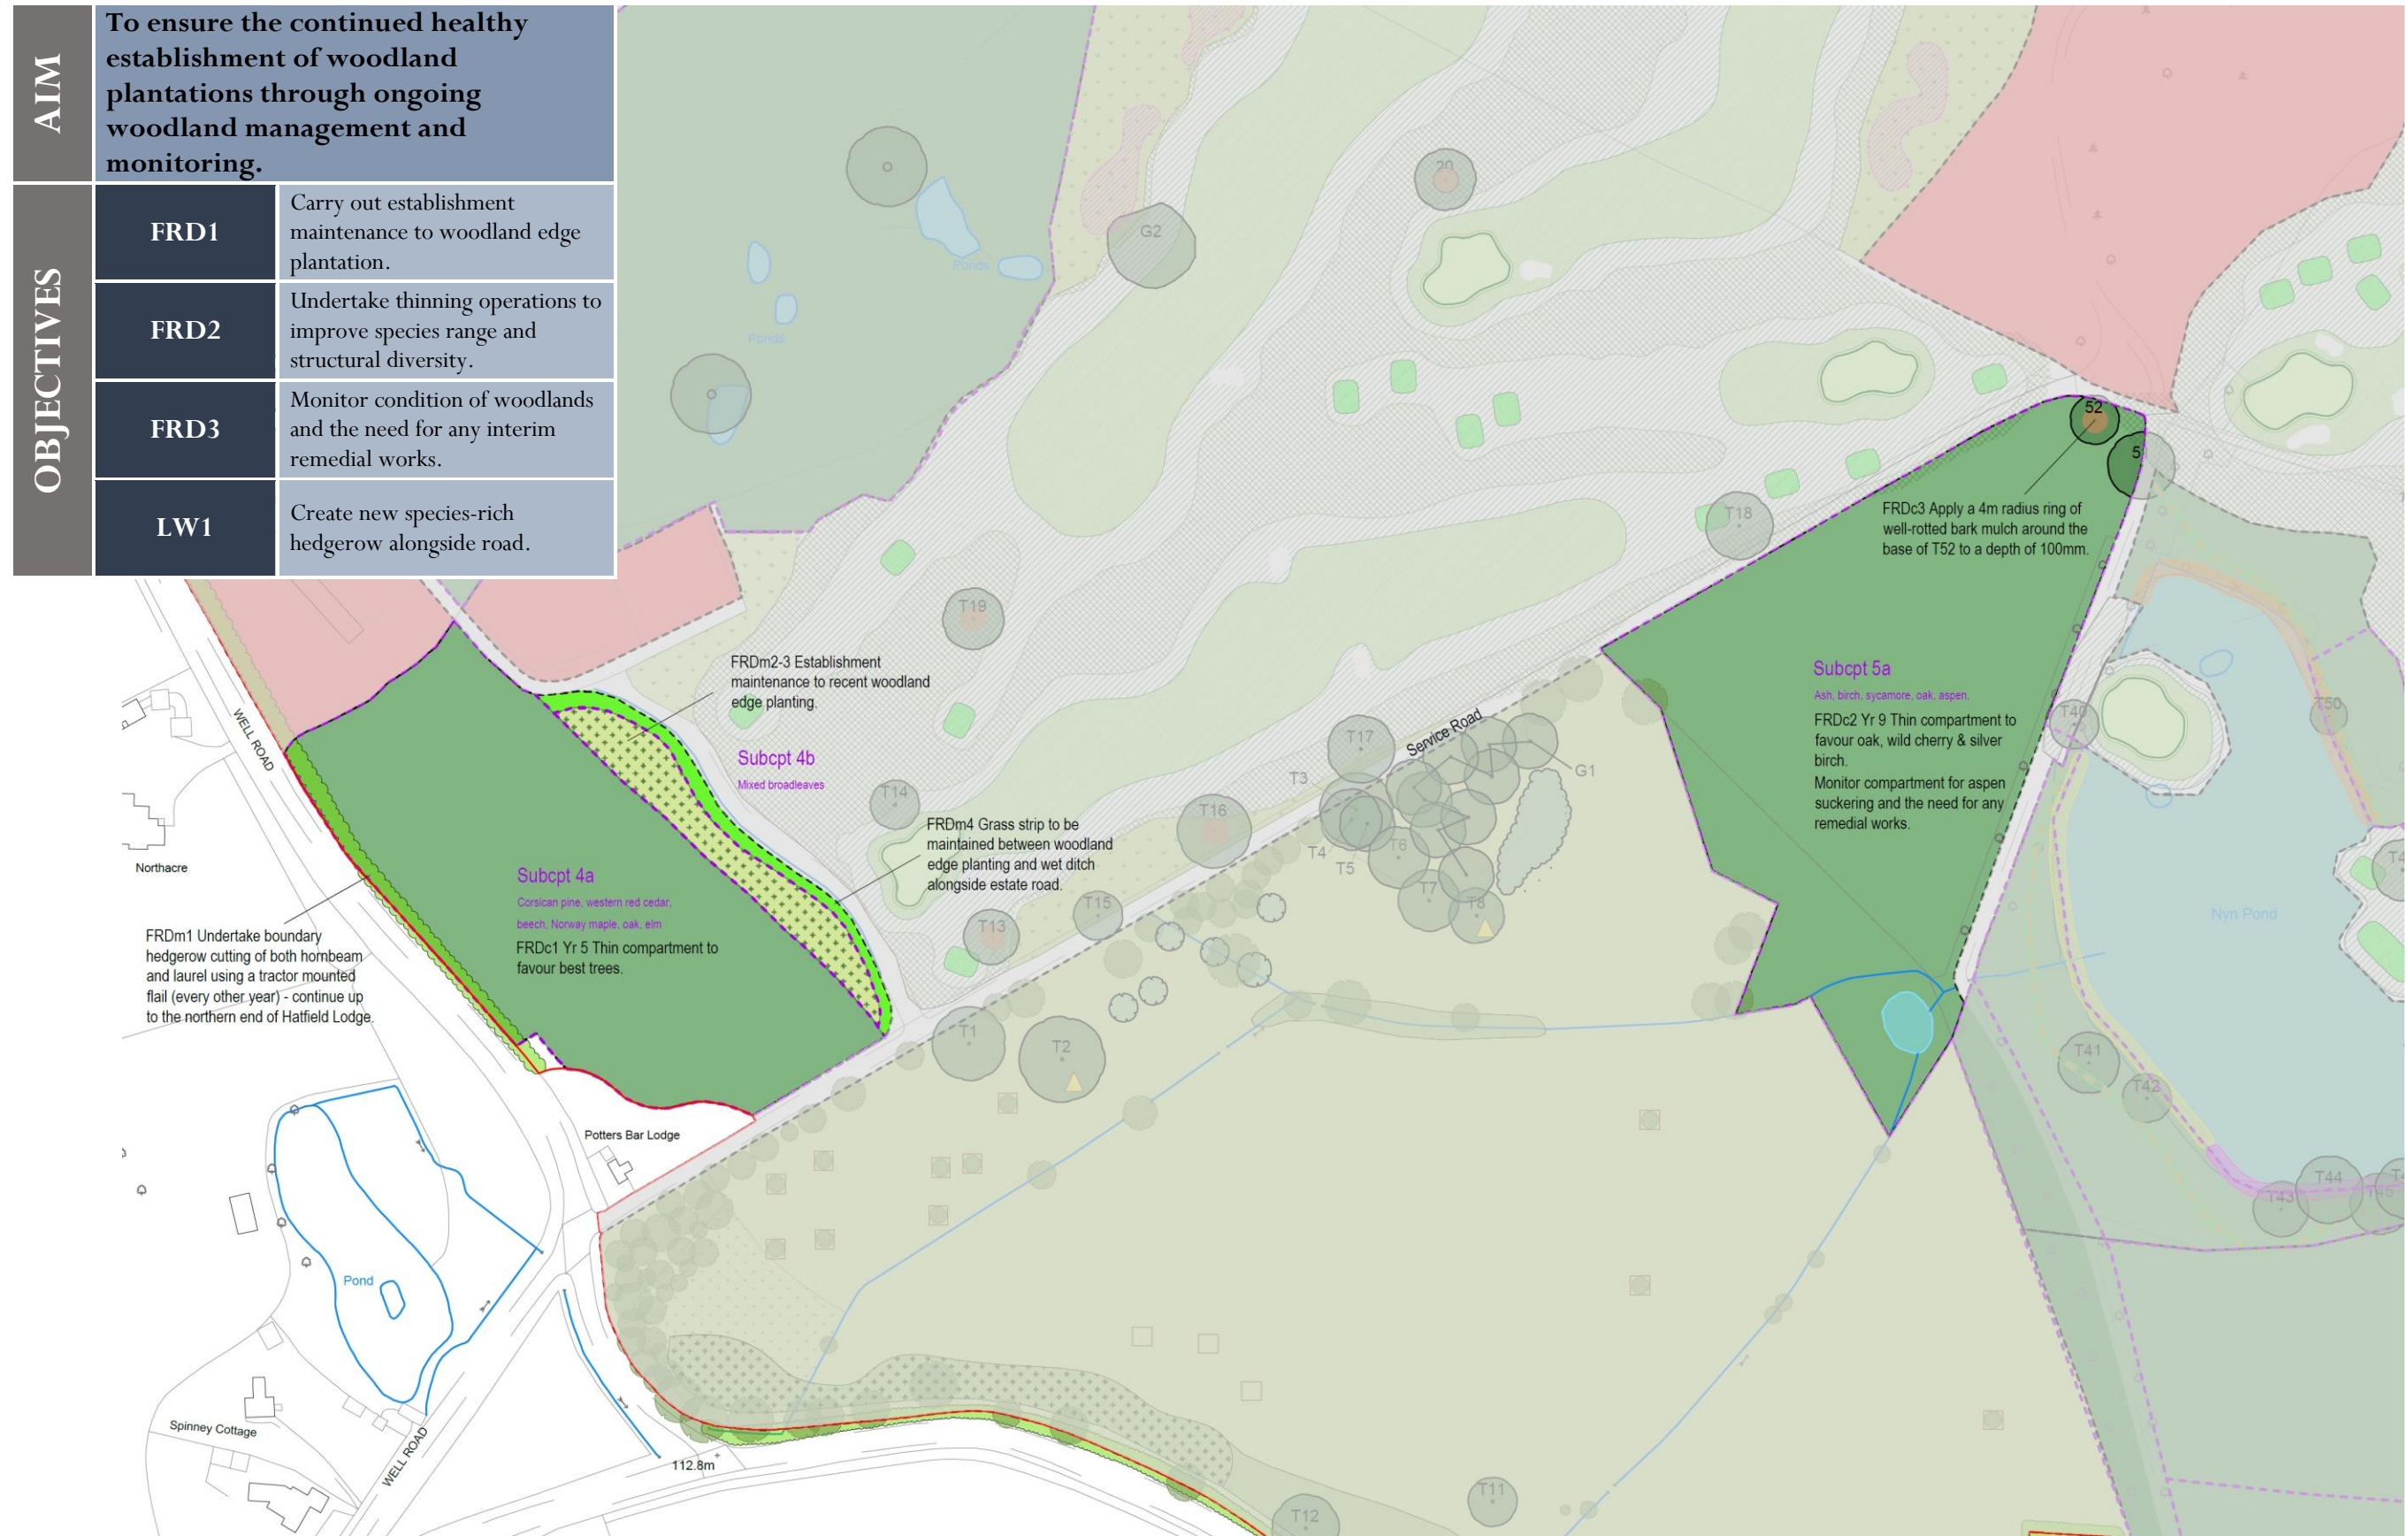 AIM
To ensure the continued healthy
establishment of woodland
plantations through ongoing
woodland management and
monitoring.
OBJECTIVES
FRD1
Carry out establishment
maintenance to woodland edge
plantation.
FRD2
Undertake thinning operations to
improve species range and
structural diversity.
FRD3
Monitor condition of woodlands
and the need for any interim
remedial works.
LW1
Create new species-rich
hedgerow alongside road.
20
G2
Ponds
Ponds
52
5
FRDc3 Apply a 4m radius ring of
well-rotted bark mulch around the
base of T52 to a depth of 100mm.
T18
T19
FRDm2-3 Establishment
maintenance to recent woodland
edge planting.
Subcpt 4b
Mixed broadleaves
WELL ROAD
Northacre
Subcpt 5a
Ash, birch, sycamore, oak, aspen.
FRDc2 Yr 9 Thin compartment to
favour oak, wild cherry & silver
birch.
Monitor compartment for aspen
suckering and the need for any
remedial works.
T40
T50
T17
Service Road
G1
T3
T14
T16
T4
T5
T6
T7
T8
FRDm4 Grass strip to be
maintained between woodland
edge planting and wet ditch
alongside estate road.
Subcpt 4a
Corsican pine, western red cedar,
beech, Norway maple, oak, elm
FRDc1 Yr 5 Thin compartment to
favour best trees.
T15
T13
Nyn Pond
FRDm1 Undertake boundary
hedgerow cutting of both hornbeam
and laurel using a tractor mounted
flail (every other year) - continue up
to the northern end of Hatfield Lodge.
T1
T2
T41
T42
Potters Bar Lodge
T43
T44
T45
Pond
Spinney Cottage
WELL ROAD
112.8m
T11
T12